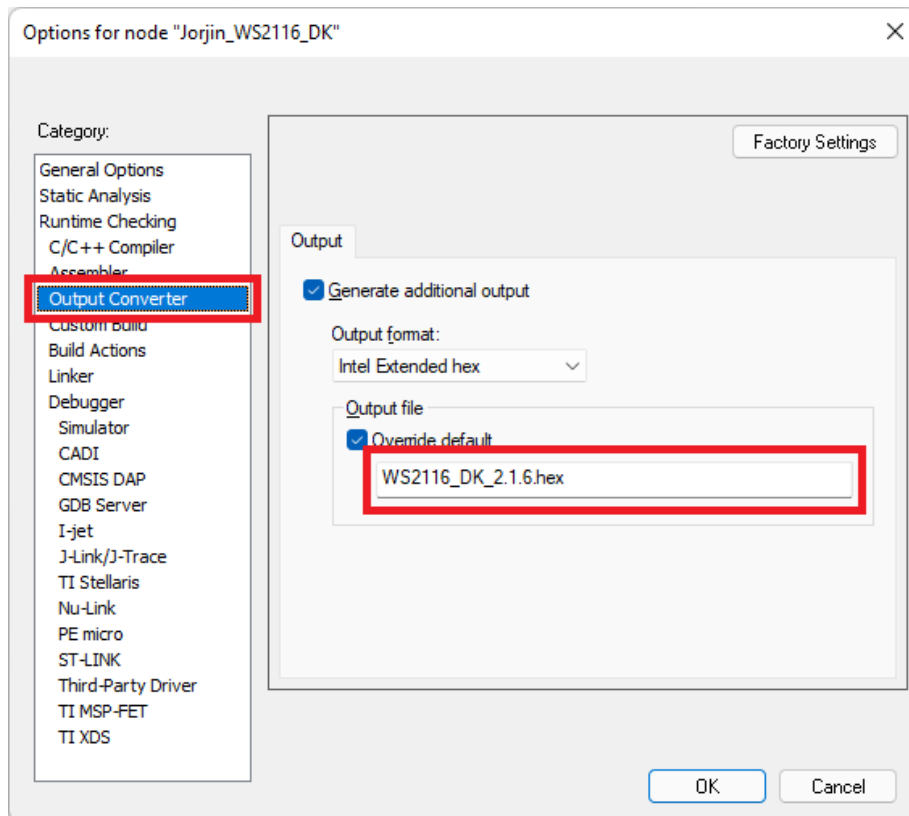 Options for node "Jorjin_WS2116_DK"
Category:
Factory Settings
General Options
Static Analysis
Runtime Checking
C/C++ Compiler
Assembler
Output Converter
Custom Build
Build Actions
Linker
Debugger
Simulator
CADI
CMSIS DAP
GDB Server
I-jet
J-Link/J-Trace
TI Stellaris
Nu-Link
PE micro
ST-LINK
Third-Party Driver
TI MSP-FET
TI XDS
Output
Generate additional output
Output format:
Intel Extended hex
Output file
Override default
WS2116_DK_2.1.6.hex
OK
Cancel